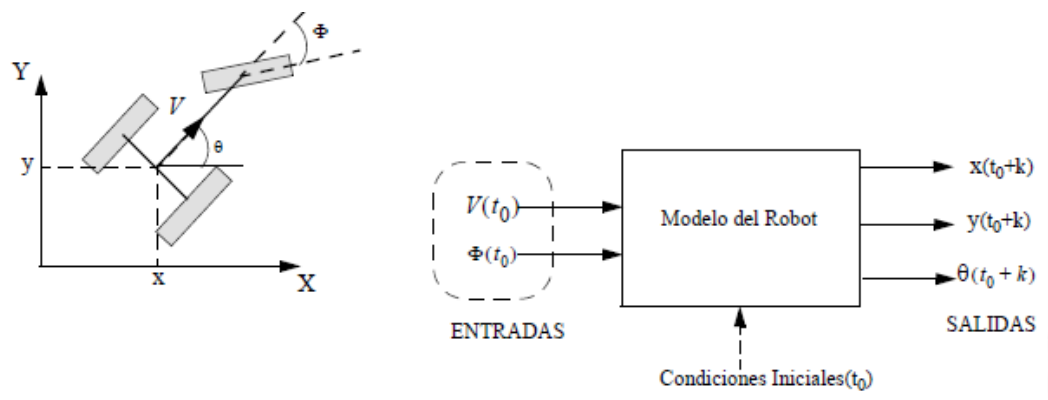 Y
Φ
V
θ
y
x
X
V(t₀)
Φ(t₀)
ENTRADAS
Modelo del Robot
Condiciones Iniciales(t₀)
x(t₀+k)
y(t₀+k)
θ(t₀ + k)
SALIDAS